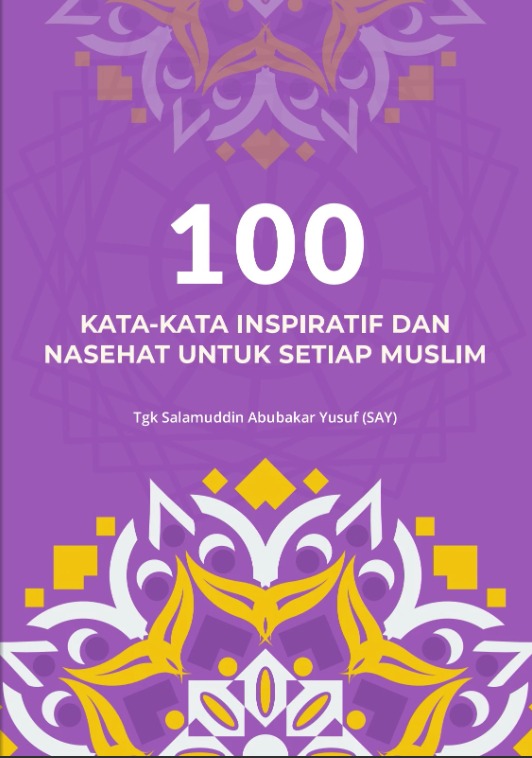 100
KATA-KATA INSPIRATIF DAN
NASEHAT UNTUK SETIAP MUSLIM
Tgk Salamuddin Abubakar Yusuf (SAY)